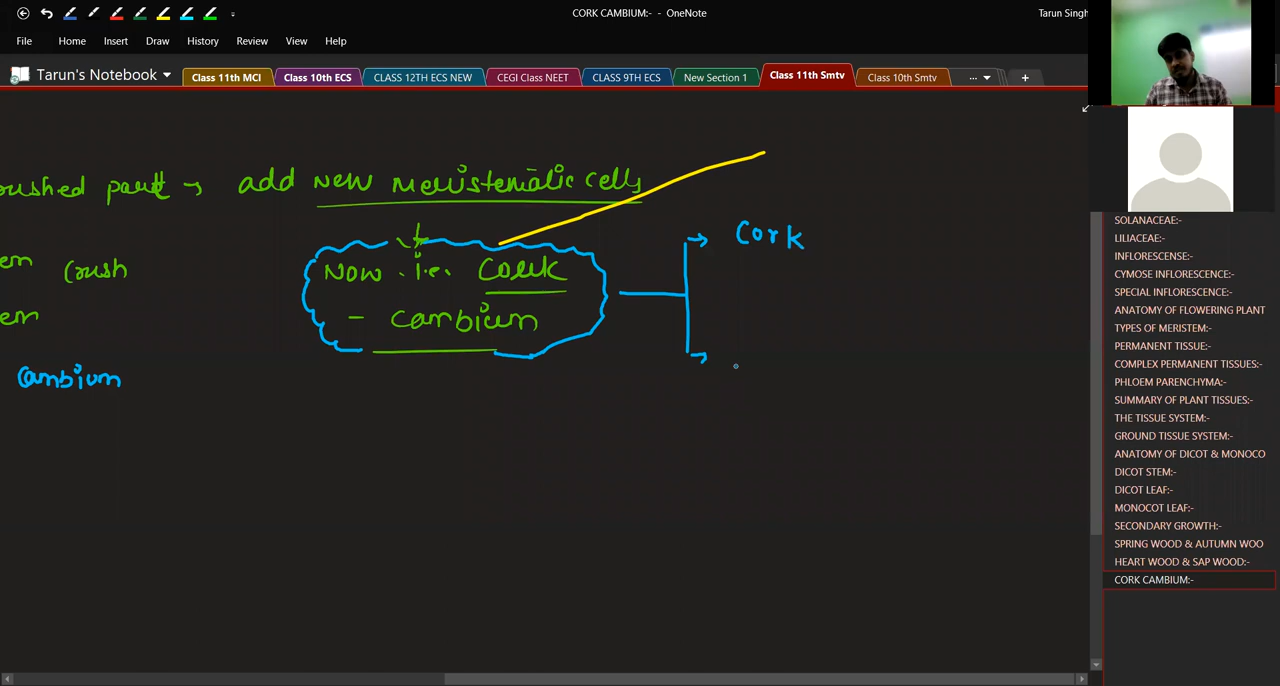 CORK CAMBIUM:- - OneNote
Tarun Singh
File Home Insert Draw History Review View Help
Tarun's Notebook
Class 11th MCI
Class 10th ECS
CLASS 12TH ECS NEW
CEGI Class NEET
CLASS 9TH ECS
New Section 1
Class 11th Smtv
Class 10th Smtv
...
+
rushed part → add new meristematic cells
em crush
em
cambium
Now . i.e. Cork
- cambium
→ Cork
→
SOLANACEAE:-
LILIACEAE:-
INFLORESENSE:-
CYMOSE INFLORESCENCE:-
SPECIAL INFLORESCENCE:-
ANATOMY OF FLOWERING PLANT
TYPES OF MERISTEM:-
PERMANENT TISSUE:-
COMPLEX PERMANENT TISSUES:-
PHLOEM PARENCHYMA:-
SUMMARY OF PLANT TISSUES:-
THE TISSUE SYSTEM:-
GROUND TISSUE SYSTEM:-
ANATOMY OF DICOT & MONOCO
DICOT STEM:-
DICOT LEAF:-
MONOCOT LEAF:-
SECONDARY GROWTH:-
SPRING WOOD & AUTUMN WOO
HEART WOOD & SAP WOOD:-
CORK CAMBIUM:-